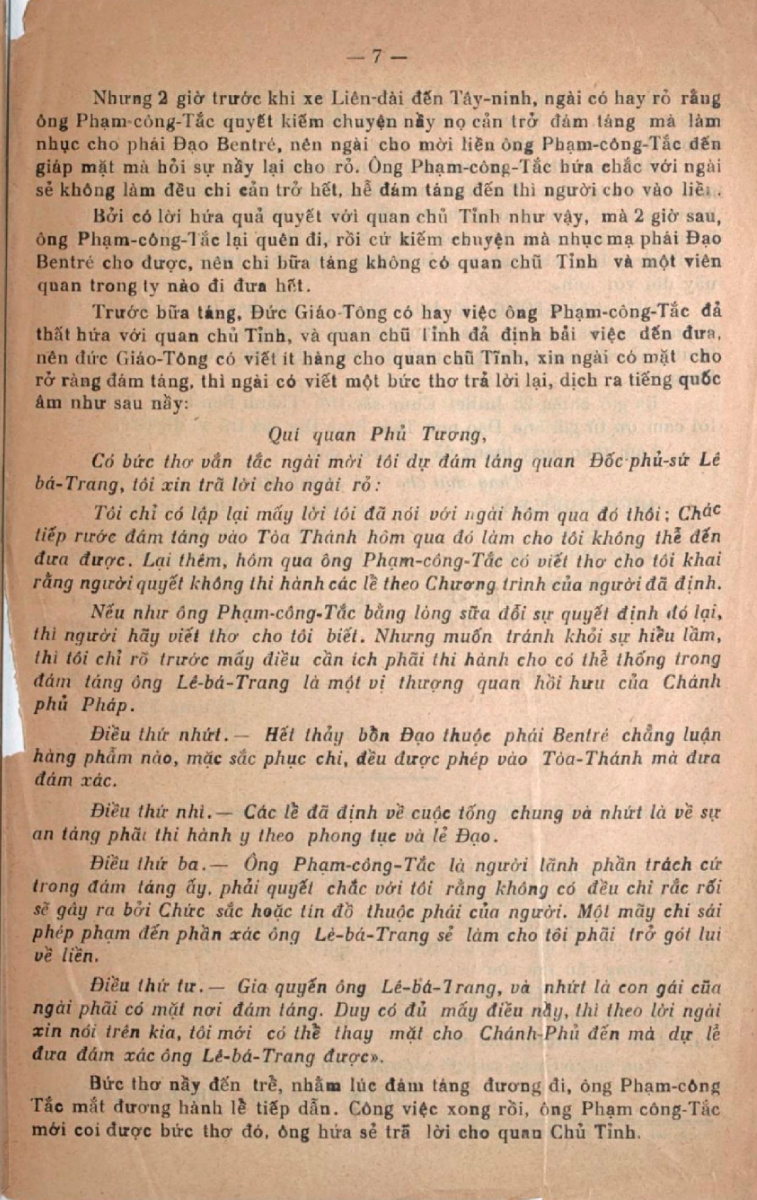 — 7 —
Nhưng 2 giờ trước khi xe Liên-đài đến Tây-ninh, ngài có hay rỏ rằng
ông Phạm-công-Tắc quyết kiếm chuyện nầy nọ cản trở đám táng mà làm
nhục cho phái Đạo Bentré, nên ngài cho mời liền ông Phạm-công-Tắc đến
giáp mặt mà hỏi sự nầy lại cho rỏ. Ông Phạm-công-Tắc hứa chắc với ngài
sẻ không làm đều chi cản trở hết, hể đám táng đến thì người cho vào liền.
Bởi có lời hứa quả quyết với quan chủ Tỉnh như vậy, mà 2 giờ sau,
ông Phạm-công-Tắc lại quên đi, rồi cứ kiếm chuyện mà nhục mạ phái Đạo
Bentré cho được, nên chi bữa táng không có quan chũ Tỉnh và một viên
quan trong ty nào đi đưa hết.
Trước bữa táng, Đức Giáo-Tông có hay việc ông Phạm-công-Tắc đả
thất hứa với quan chủ Tỉnh, và quan chũ Tỉnh đả định bải việc đến đưa,
nên đức Giáo-Tông có viết ít hàng cho quan chũ Tĩnh, xin ngài có mặt cho
rở ràng đám táng, thì ngài có viết một bức thơ trả lời lại, dịch ra tiếng quốc
âm như sau nầy:
Quí quan Phủ Tương,
Có bức thơ vắn tắc ngài mời tôi dự đám táng quan Đốc-phủ-sứ Lê
bá-Trang, tôi xin trã lời cho ngài rỏ:
Tôi chỉ có lập lại mấy lời tôi đã nói với ngài hôm qua đó thôi; Chác
tiếp rước đám táng vào Tòa Thánh hôm qua đó làm cho tôi không thể đến
đưa được. Lại thêm, hôm qua ông Phạm-công-Tắc có viết thơ cho tôi khai
rằng người quyết không thi hành các lề theo Chương trình của người đã định.
Nếu như ông Phạm-công-Tắc bằng lòng sữa đổi sự quyết định đó lại,
thì người hãy viết thơ cho tôi biết. Nhưng muốn tránh khỏi sự hiểu lầm,
thì tôi chỉ rõ trước mấy điều cần ích phãi thi hành cho có thể thống trong
đám táng ông Lê-bá-Trang là một vị thượng quan hồi hưu của Chánh
phủ Pháp.
Điều thứ nhứt.— Hết thảy bổn Đạo thuộc phái Bentré chẳng luận
hàng phẩm nào, mặc sắc phục chi, đều được phép vào Tòa-Thánh mà đưa
đám xác.
Điều thứ nhì.— Các lề đã định về cuộc tống chung và nhứt là về sự
an táng phãi thi hành y theo phong tục và lẻ Đạo.
Điều thứ ba.— Ông Phạm-công-Tắc là người lãnh phần trách cứ
trong đám táng ấy, phải quyết chắc với tôi rằng không có đều chi rắc rối
sẽ gây ra bởi Chức sắc hoặc tín đồ thuộc phái của người. Một mãy chi sái
phép phạm đến phần xác ông Lê-bá-Trang sẻ làm cho tôi phãi trở gót lui
về liền.
Điều thứ tư.— Gia quyến ông Lê-bá-Trang, và nhứt là con gái cũa
ngài phãi có mặt nơi đám táng. Duy có đủ mấy điều nầy, thì theo lời ngài
xin nói trên kia, tôi mới có thể thay mặt cho Chánh-Phủ đến mà dự lề
đưa đám xác ông Lê-bá-Trang được».
Bức thơ nầy đến trể, nhằm lúc đám táng đương đi, ông Phạm-công
Tắc mắt đương hành lề tiếp dẫn. Công việc xong rồi, ông Phạm công-Tắc
mới coi được bức thơ đó, ông hứa sẻ trã lời cho quan Chủ Tỉnh.